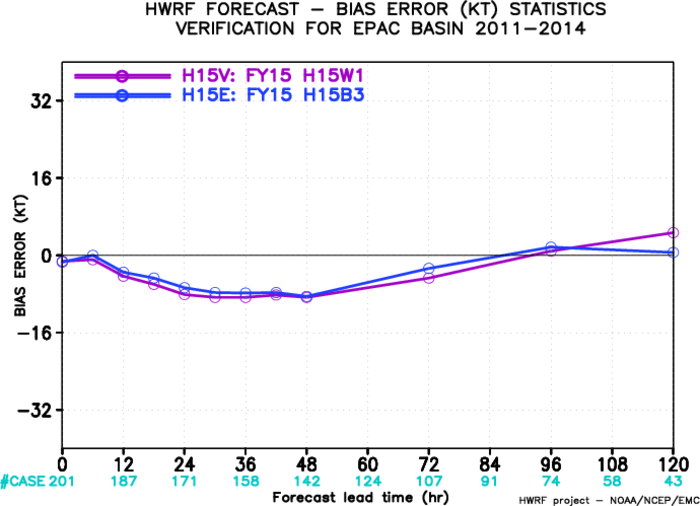 HWRF FORECAST – BIAS ERROR (KT) STATISTICS
VERIFICATION FOR EPAC BASIN 2011–2014
H15V: FY15 H15W1
H15E: FY15 H15B3
BIAS ERROR (KT)
32
16
0
−16
−32
0 12 24 36 48 60 72 84 96 108 120
#CASE 201 187 171 158 142 124 107 91 74 58 43
Forecast lead time (hr)
HWRF project – NOAA/NCEP/EMC